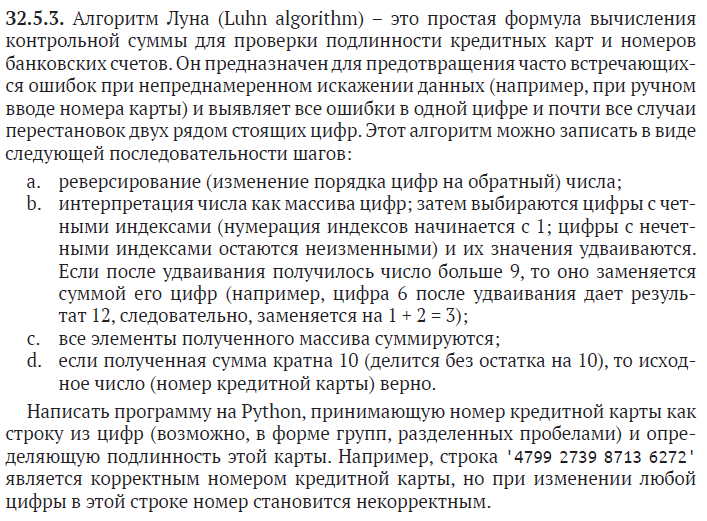 32.5.3. Алгоритм Луна (Luhn algorithm) – это простая формула вычисления
контрольной суммы для проверки подлинности кредитных карт и номеров
банковских счетов. Он предназначен для предотвращения часто встречающих-
ся ошибок при непреднамеренном искажении данных (например, при ручном
вводе номера карты) и выявляет все ошибки в одной цифре и почти все случаи
перестановок двух рядом стоящих цифр. Этот алгоритм можно записать в виде
следующей последовательности шагов:
a. реверсирование (изменение порядка цифр на обратный) числа;
b. интерпретация числа как массива цифр; затем выбираются цифры с чет-
ными индексами (нумерация индексов начинается с 1; цифры с нечет-
ными индексами остаются неизменными) и их значения удваиваются.
Если после удваивания получилось число больше 9, то оно заменяется
суммой его цифр (например, цифра 6 после удваивания дает резуль-
тат 12, следовательно, заменяется на 1 + 2 = 3);
c. все элементы полученного массива суммируются;
d. если полученная сумма кратна 10 (делится без остатка на 10), то исход-
ное число (номер кредитной карты) верно.
Написать программу на Python, принимающую номер кредитной карты как
строку из цифр (возможно, в форме групп, разделенных пробелами) и опре-
деляющую подлинность этой карты. Например, строка '4799 2739 8713 6272'
является корректным номером кредитной карты, но при изменении любой
цифры в этой строке номер становится некорректным.